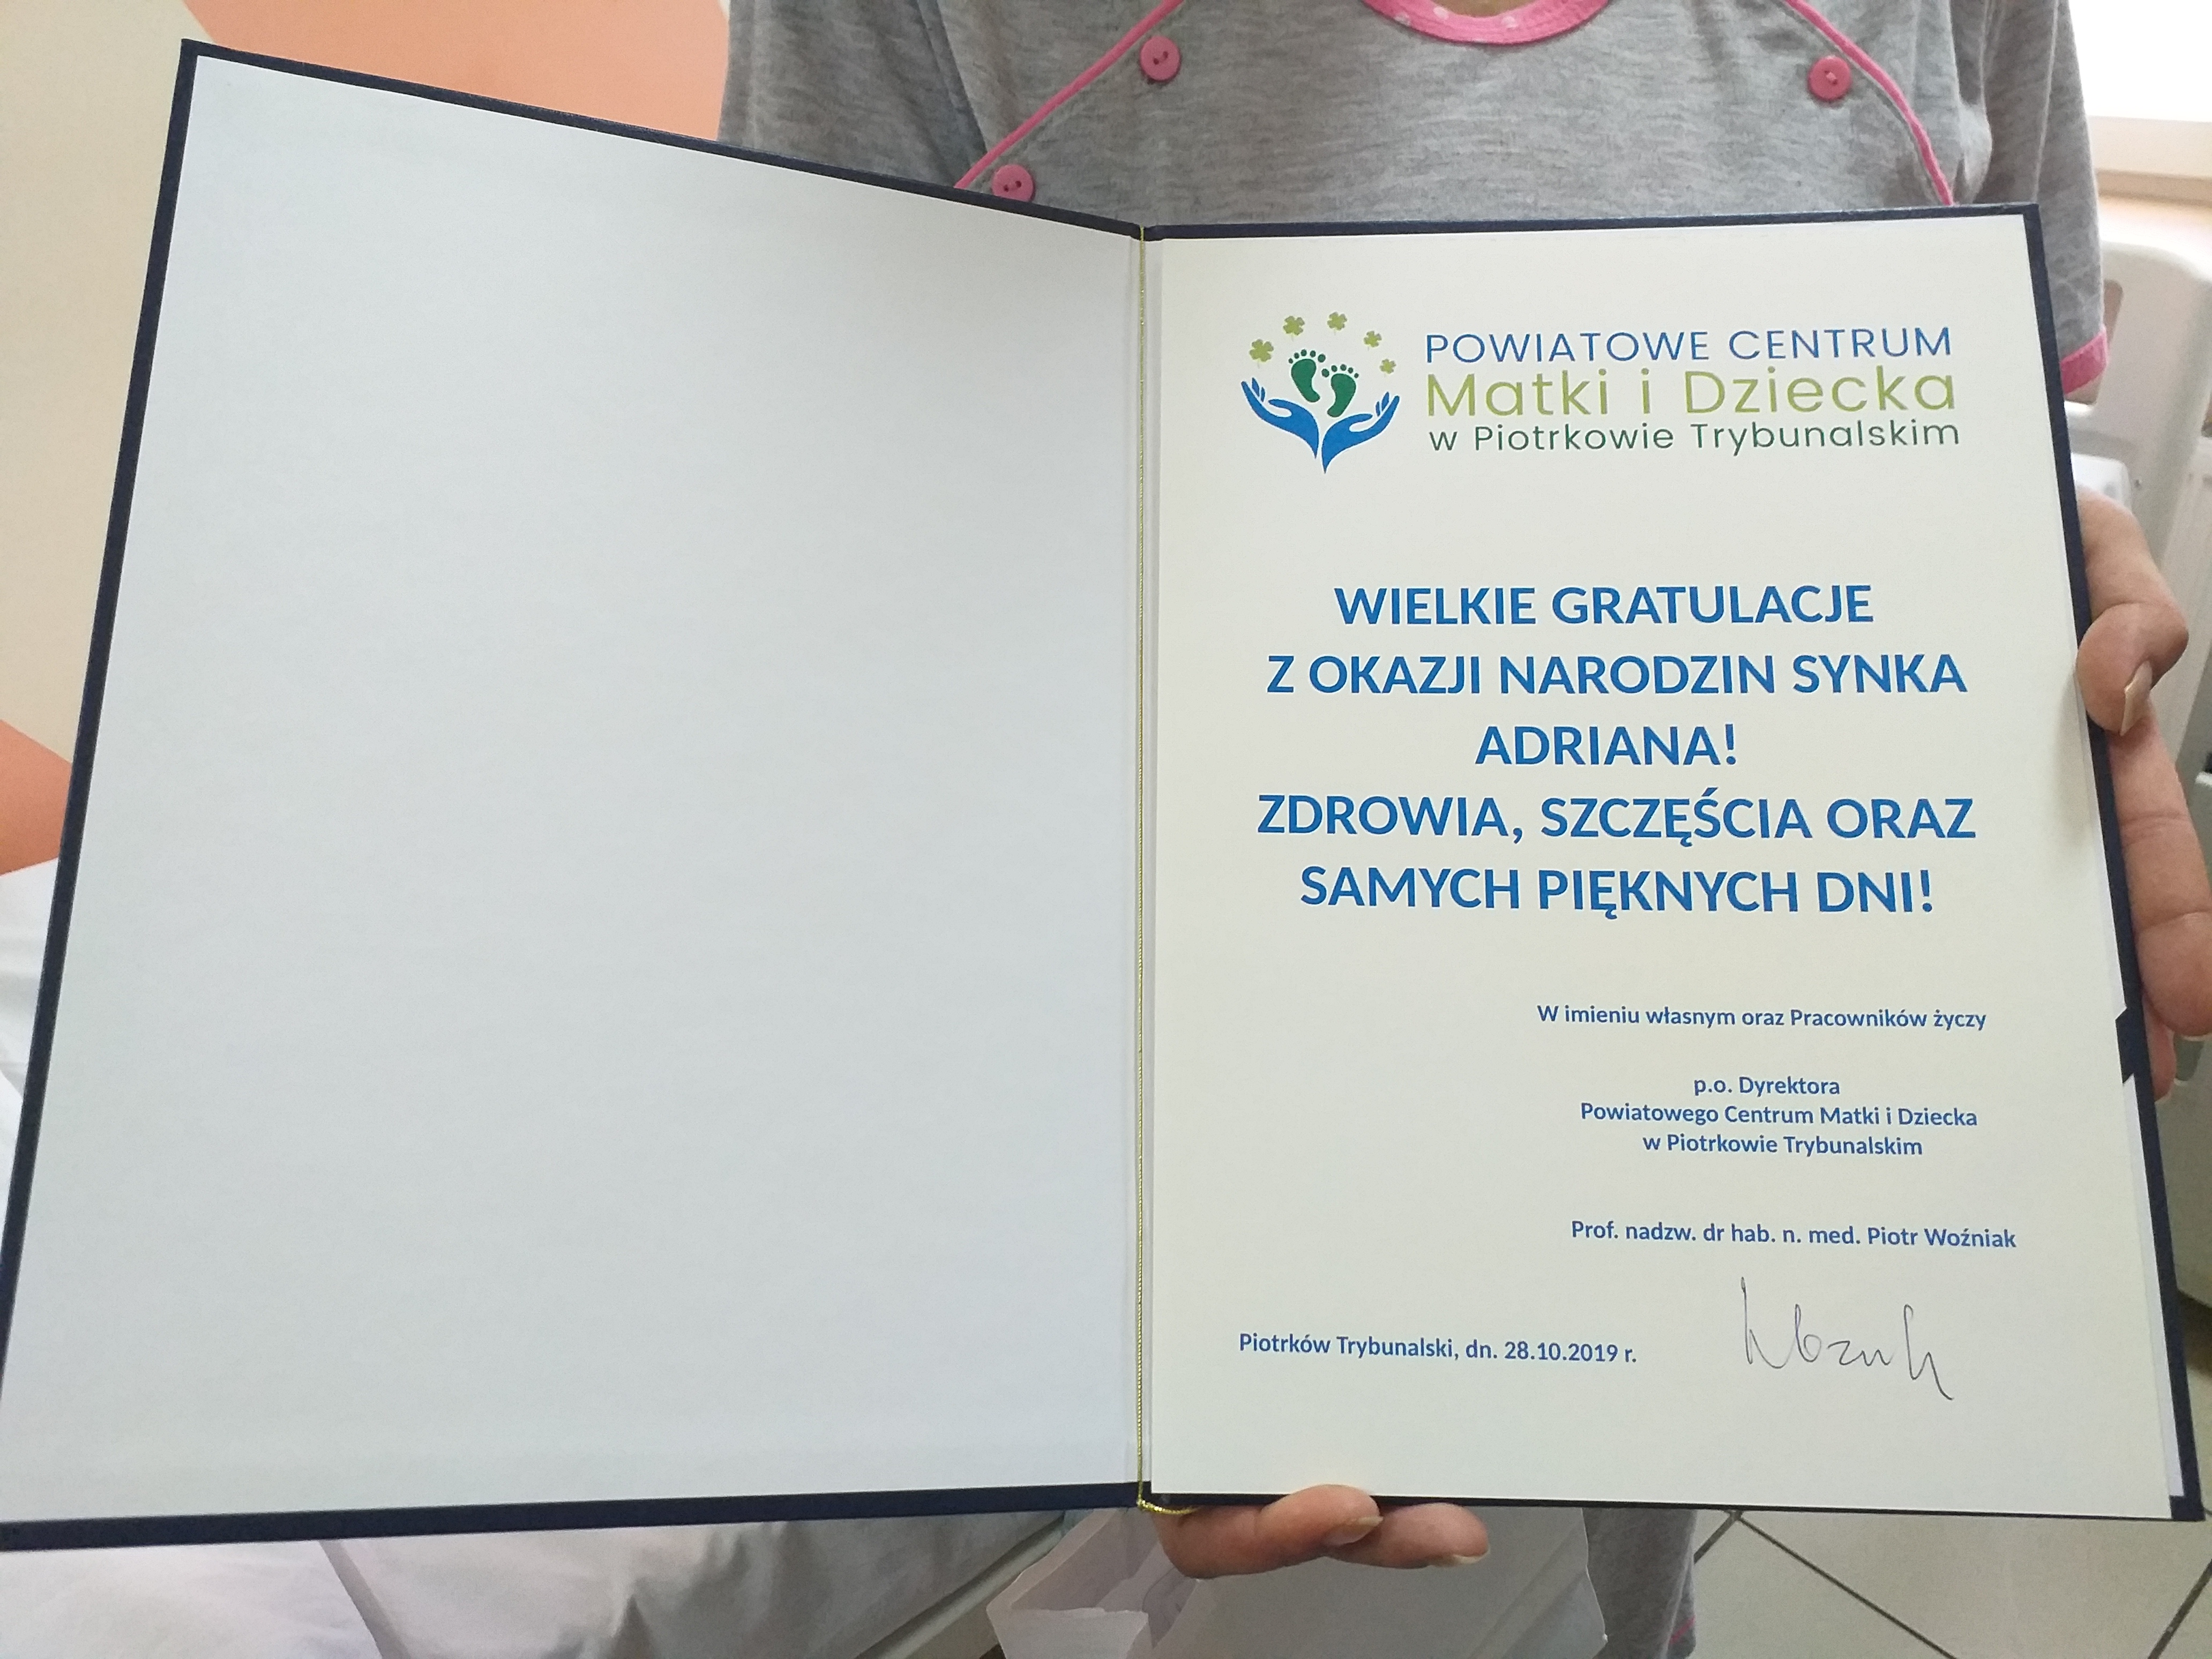 POWIATOWE CENTRUM
Matki i Dziecka
w Piotrkowie Trybunalskim
WIELKIE GRATULACJE
Z OKAZJI NARODZIN SYNKA
ADRIANA!
ZDROWIA, SZCZĘŚCIA ORAZ
SAMYCH PIĘKNYCH DNI!
W imieniu własnym oraz Pracowników życzy
p.o. Dyrektora
Powiatowego Centrum Matki i Dziecka
w Piotrkowie Trybunalskim
Prof. nadzw. dr hab. n. med. Piotr Woźniak
Piotrków Trybunalski, dn. 28.10.2019 r.